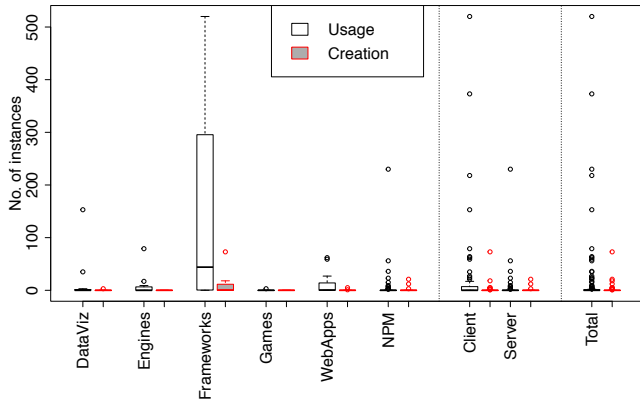 Usage
Creation
No. of instances
500
400
300
200
100
0
DataViz
Engines
Frameworks
Games
WebApps
NPM
Client
Server
Total